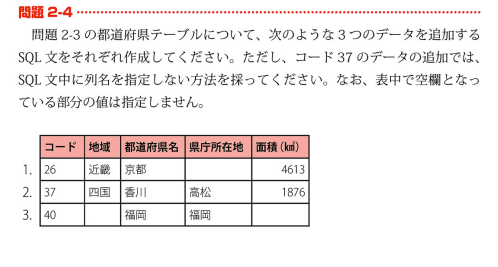 問題 2-4
問題 2-3 の都道府県テーブルについて、次のような 3 つのデータを追加する
SQL 文をそれぞれ作成してください。ただし、コード 37 のデータの追加では、
SQL 文中に列名を指定しない方法を採ってください。なお、表中で空欄となっ
ている部分の値は指定しません。
コード 地域 都道府県名 県庁所在地 面積 (㎢)
1. 26 近畿 京都 4613
2. 37 四国 香川 高松 1876
3. 40 福岡 福岡